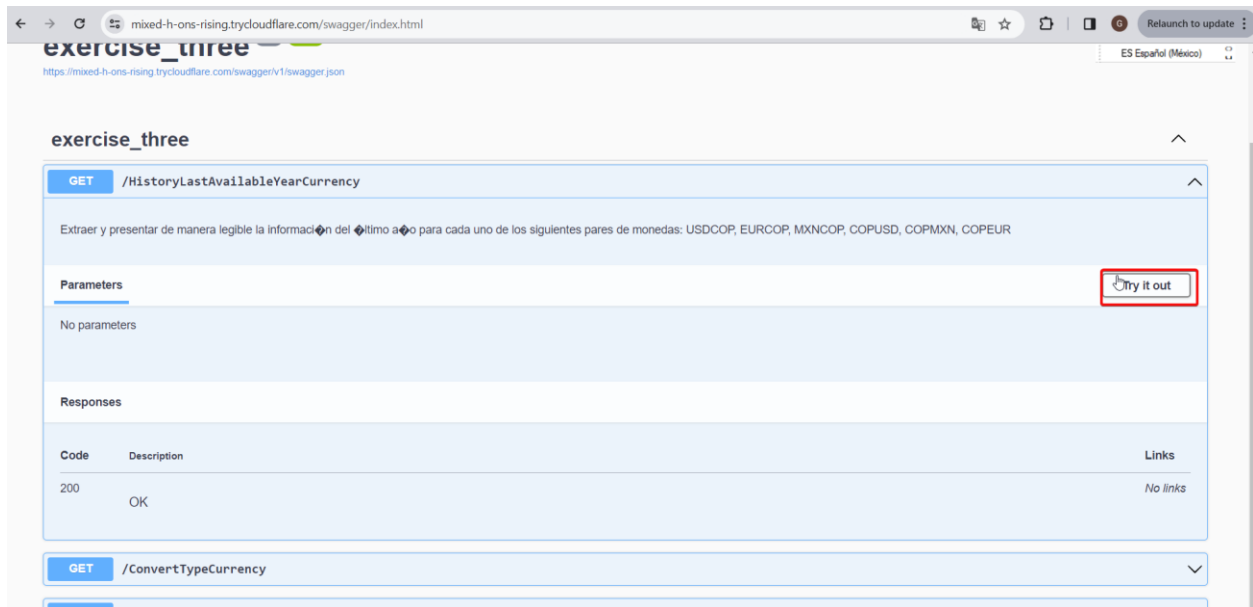 mixed-h-ons-rising.trycloudflare.com/swagger/index.html
G
Relaunch to update
exercise_three
ES Español (México)
https://mixed-h-ons-rising.trycloudflare.com/swagger/v1/swagger.json
exercise_three
GET /HistoryLastAvailableYearCurrency
Extraer y presentar de manera legible la informaci�n del �ltimo a�o para cada uno de los siguientes pares de monedas: USDCOP, EURCOP, MXNCOP, COPUSD, COPMXN, COPEUR
Parameters
Try it out
No parameters
Responses
Code Description Links
200 OK No links
GET /ConvertTypeCurrency